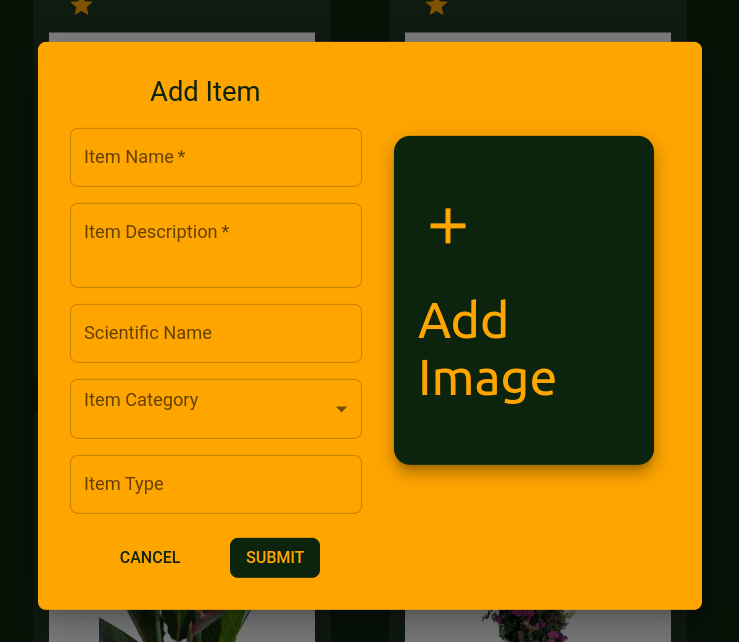 Add Item
Item Name *
Item Description *
Scientific Name
Item Category
Item Type
CANCEL
SUBMIT
+
Add
Image